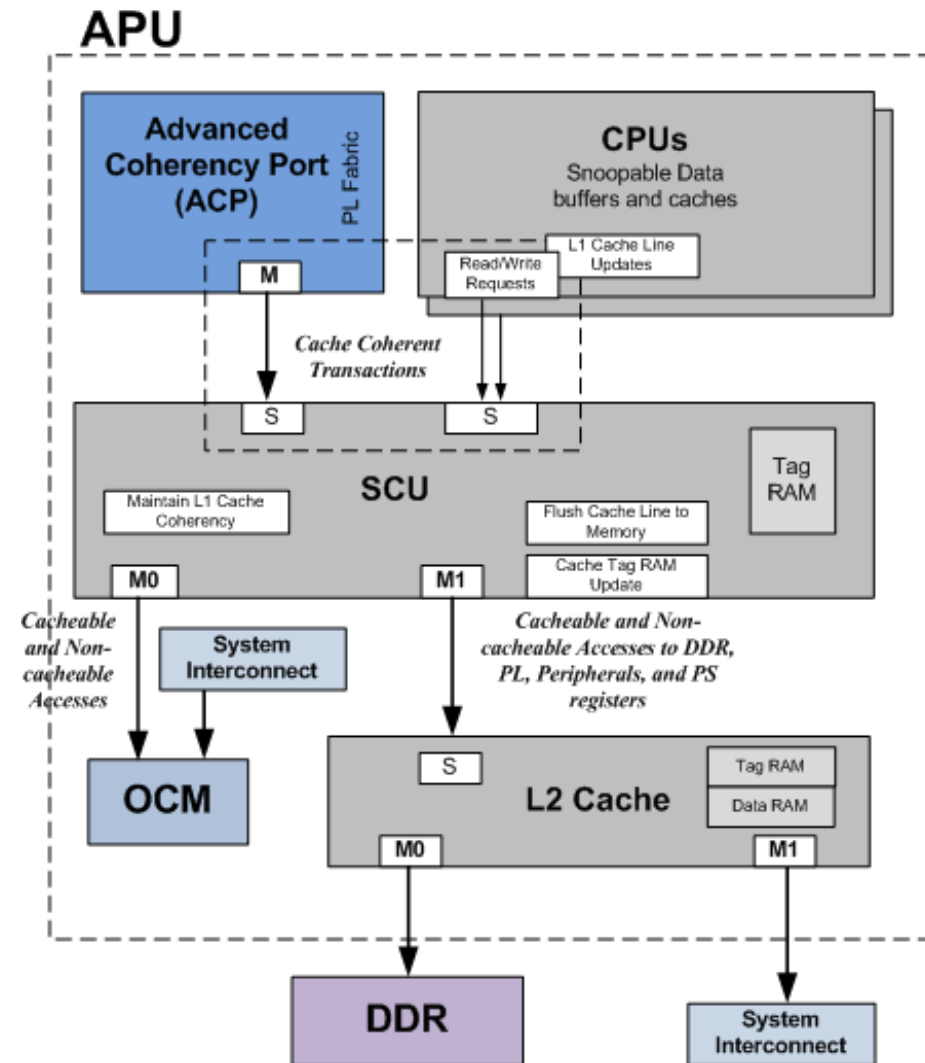 APU
Advanced
Coherency Port
(ACP)
PL Fabric
M
CPUs
Snoopable Data
buffers and caches
L1 Cache Line
Updates
Read/Write
Requests
Cache Coherent
Transactions
S
S
SCU
Tag
RAM
Maintain L1 Cache
Coherency
Flush Cache Line to
Memory
Cache Tag RAM
Update
M0
M1
Cacheable
and Non-
cacheable
Accesses
System
Interconnect
Cacheable and Non-
cacheable Accesses to DDR,
PL, Peripherals, and PS
registers
OCM
S
L2 Cache
Tag RAM
Data RAM
M0
M1
DDR
System
Interconnect